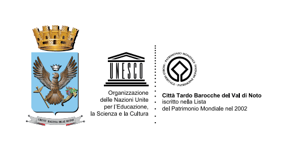 UNESCO
Organizzazione
delle Nazioni Unite
per l'Educazione,
la Scienza e la Cultura
Città Tardo Barocche del Val di Noto
iscritto nella Lista
del Patrimonio Mondiale nel 2002